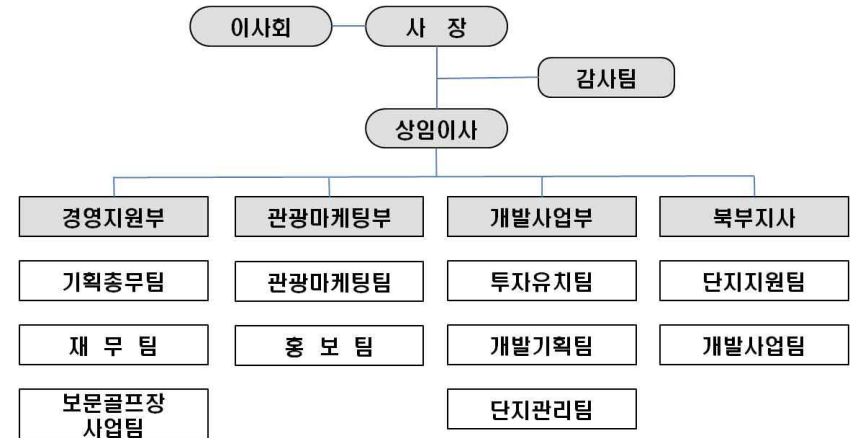 이사회
사 장
감사팀
상임이사
경영지원부
관광마케팅부
개발사업부
북부지사
기획총무팀
관광마케팅팀
투자유치팀
단지지원팀
재 무 팀
홍 보 팀
개발기획팀
개발사업팀
보문골프장
사업팀
단지관리팀